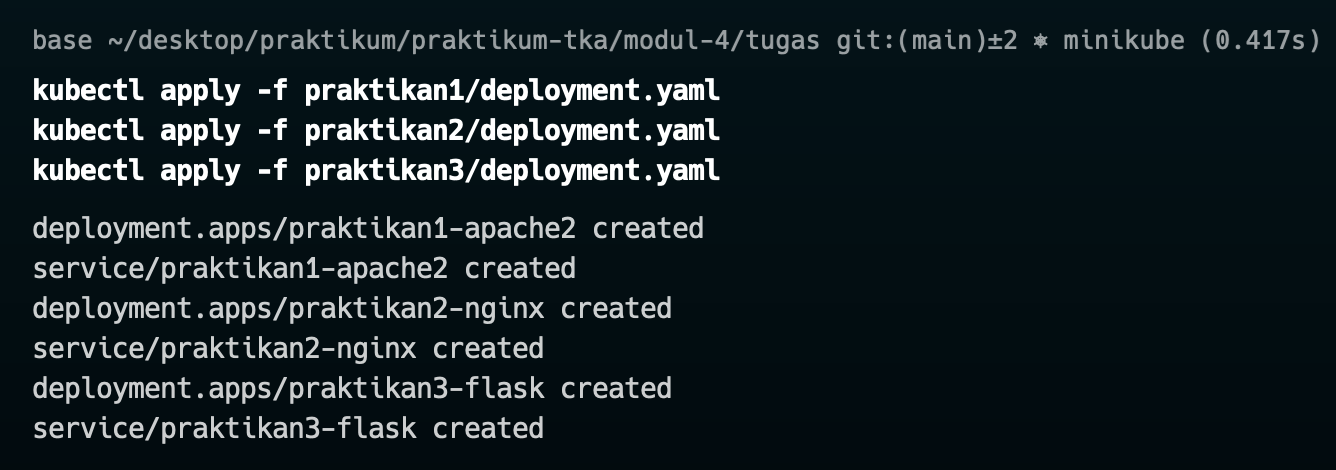 base ~/desktop/praktikum/praktikum-tka/modul-4/tugas git:(main)±2 ⎈ minikube (0.417s)
kubectl apply -f praktikan1/deployment.yaml
kubectl apply -f praktikan2/deployment.yaml
kubectl apply -f praktikan3/deployment.yaml
deployment.apps/praktikan1-apache2 created
service/praktikan1-apache2 created
deployment.apps/praktikan2-nginx created
service/praktikan2-nginx created
deployment.apps/praktikan3-flask created
service/praktikan3-flask created